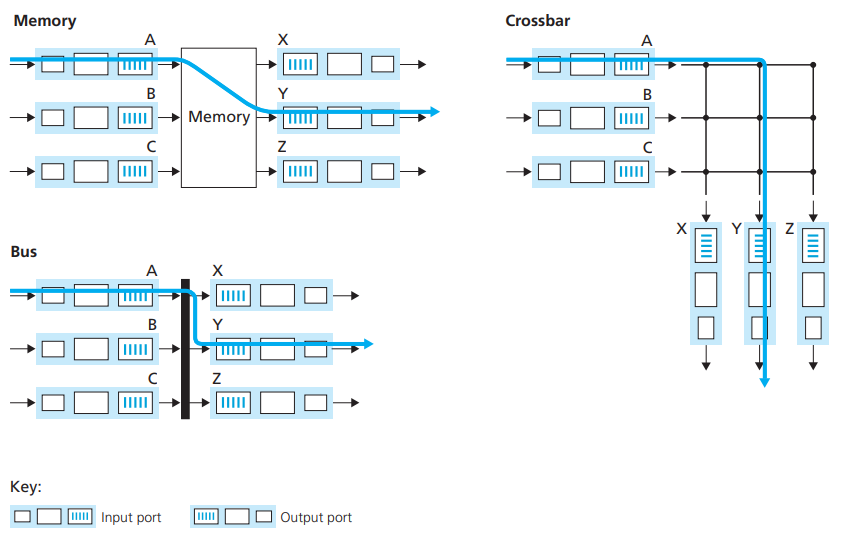 Memory
A
B
C
Memory
X
Y
Z
Crossbar
A
B
C
X
Y
Z
Bus
A
B
C
X
Y
Z
Key:
Input port
Output port